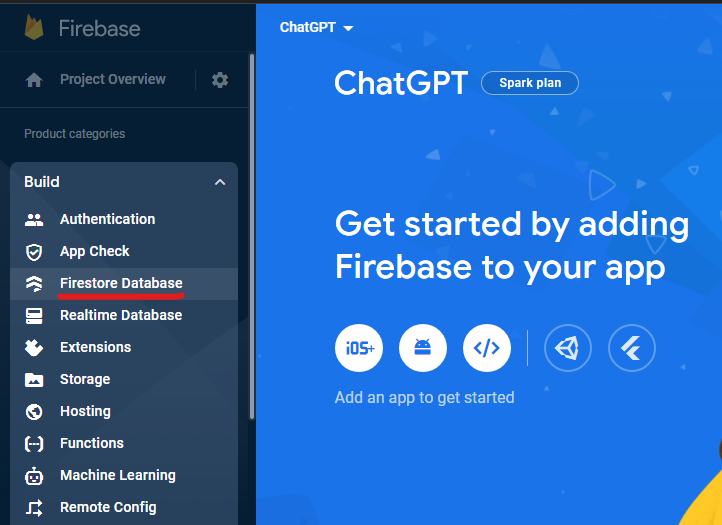 Firebase
Project Overview
Product categories
Build
Authentication
App Check
Firestore Database
Realtime Database
Extensions
Storage
Hosting
Functions
Machine Learning
Remote Config
ChatGPT
ChatGPT
Spark plan
Get started by adding
Firebase to your app
iOS+
Add an app to get started